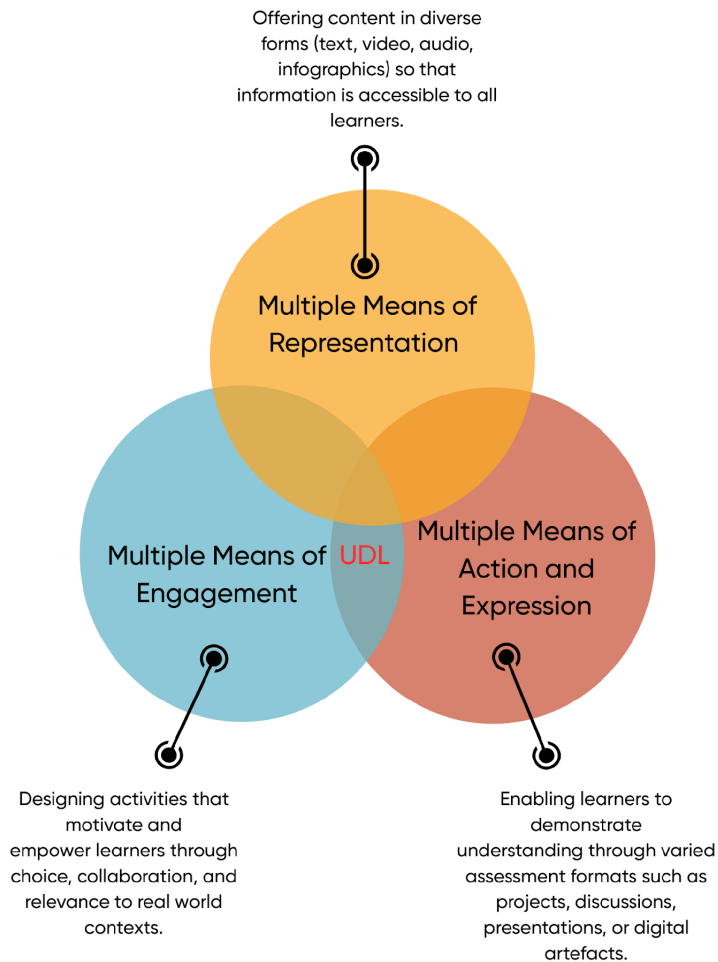 Offering content in diverse
forms (text, video, audio,
infographics) so that
information is accessible to all
learners.
Multiple Means of
Representation
Multiple Means of
Engagement
UDL
Multiple Means of
Action and
Expression
Designing activities that
motivate and
empower learners through
choice, collaboration, and
relevance to real world
contexts.
Enabling learners to
demonstrate
understanding through varied
assessment formats such as
projects, discussions,
presentations, or digital
artefacts.